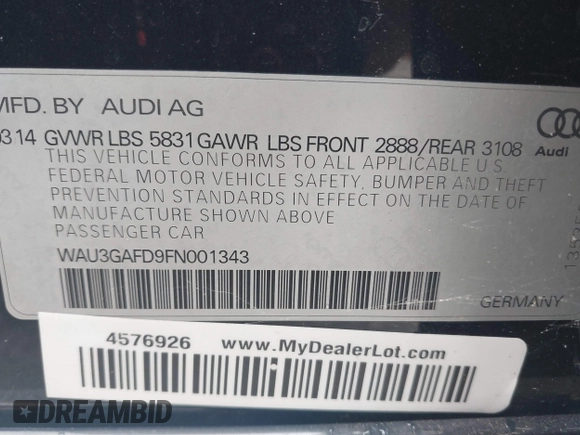 MFD. BY AUDI AG
03.14 GVWR LBS 5831 GAWR LBS FRONT 2888/REAR 3108
Audi
THIS VEHICLE CONFORMS TO ALL APPLICABLE U.S.
FEDERAL MOTOR VEHICLE SAFETY, BUMPER AND THEFT
PREVENTION STANDARDS IN EFFECT ON THE DATE OF
MANUFACTURE SHOWN ABOVE
PASSENGER CAR
WAU3GAFD9FN001343
GERMANY
4576926 www.MyDealerLot.com
DREAMBID